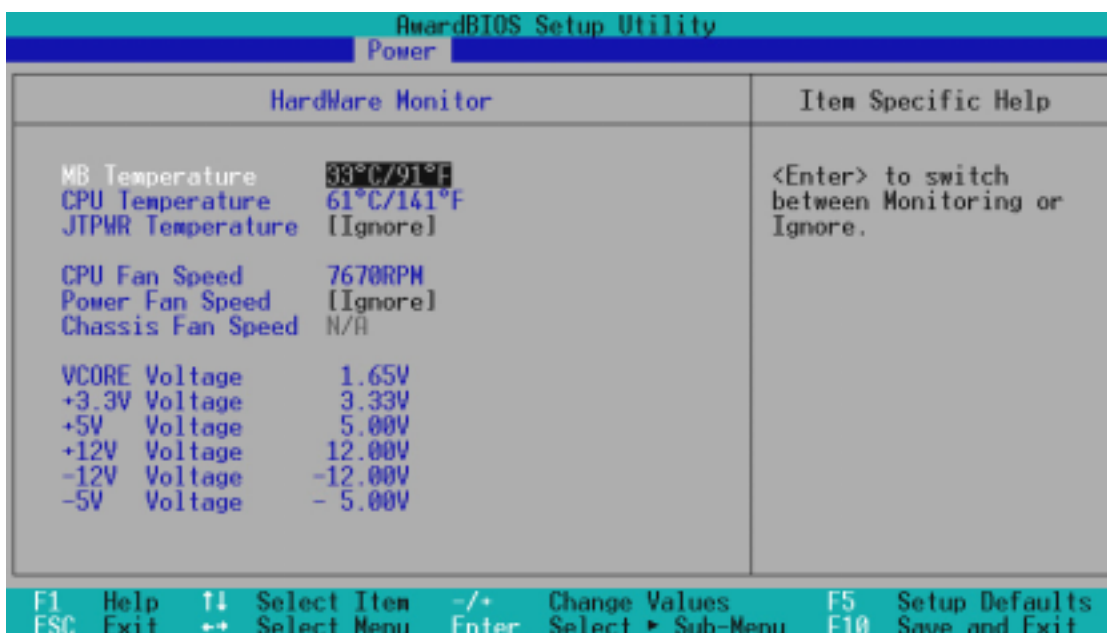 AwardBIOS Setup Utility
Power
HardWare Monitor
Item Specific Help
MB Temperature 33°C/91°F
CPU Temperature 61°C/141°F
JTPWR Temperature [Ignore]
CPU Fan Speed 7670RPM
Power Fan Speed [Ignore]
Chassis Fan Speed N/A
VCORE Voltage 1.65V
+3.3V Voltage 3.33V
+5V Voltage 5.00V
+12V Voltage 12.00V
-12V Voltage -12.00V
-5V Voltage - 5.00V
<Enter> to switch
between Monitoring or
Ignore.
F1 Help ↑↓ Select Item -/+ Change Values F5 Setup Defaults
ESC Exit ←→ Select Menu Enter Select ► Sub-Menu F10 Save and Exit